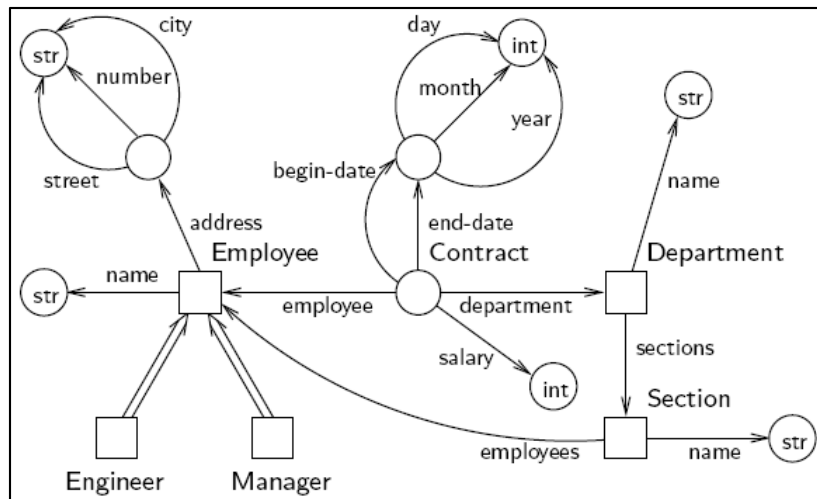 city
day
str
int
number
month
str
year
street
begin-date
name
address
end-date
Employee
Contract
Department
name
str
employee
department
sections
salary
int
Section
employees
name
str
Engineer
Manager